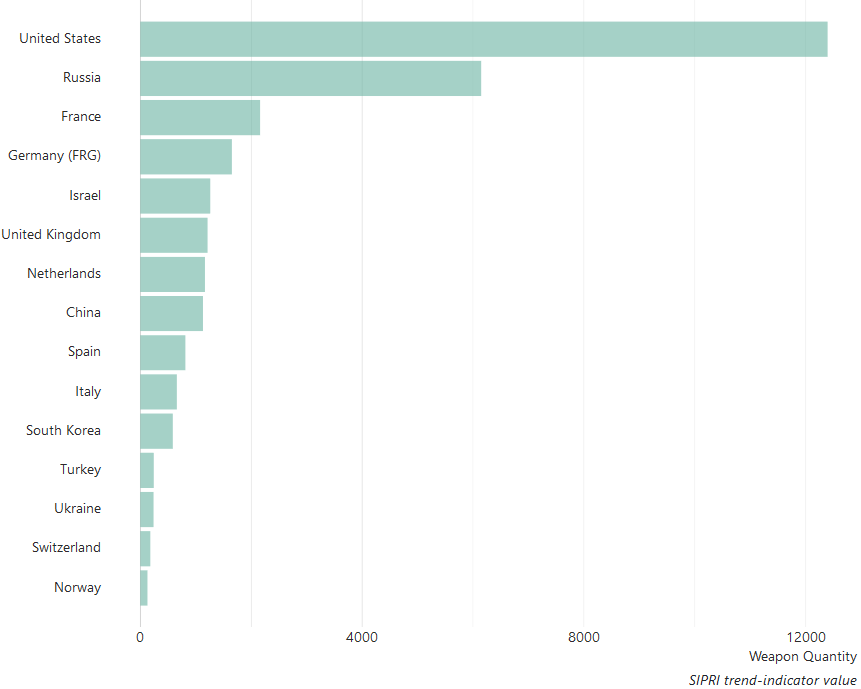 United States
Russia
France
Germany (FRG)
Israel
United Kingdom
Netherlands
China
Spain
Italy
South Korea
Turkey
Ukraine
Switzerland
Norway
0 4000 8000 12000
Weapon Quantity
SIPRI trend-indicator value